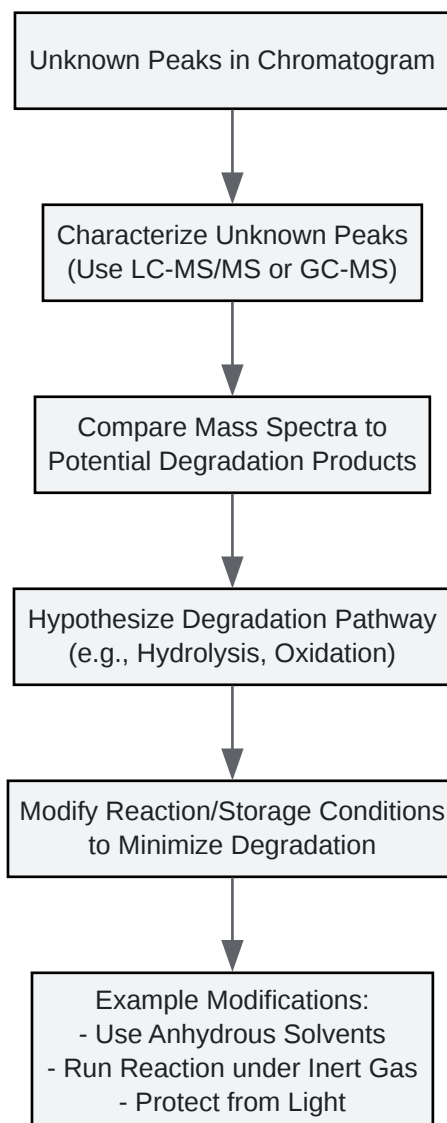 Unknown Peaks in Chromatogram
Characterize Unknown Peaks
(Use LC-MS/MS or GC-MS)
Compare Mass Spectra to
Potential Degradation Products
Hypothesize Degradation Pathway
(e.g., Hydrolysis, Oxidation)
Modify Reaction/Storage Conditions
to Minimize Degradation
Example Modifications:
- Use Anhydrous Solvents
- Run Reaction under Inert Gas
- Protect from Light